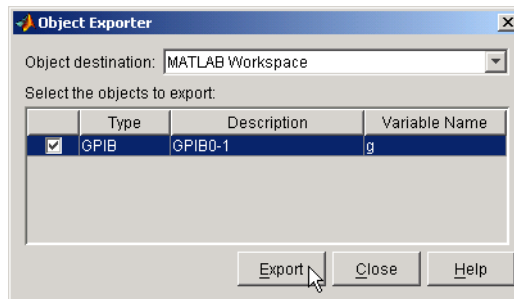 Object Exporter
Object destination: MATLAB Workspace
Select the objects to export:
Type Description Variable Name
GPIB GPIB0-1 g
Export Close Help